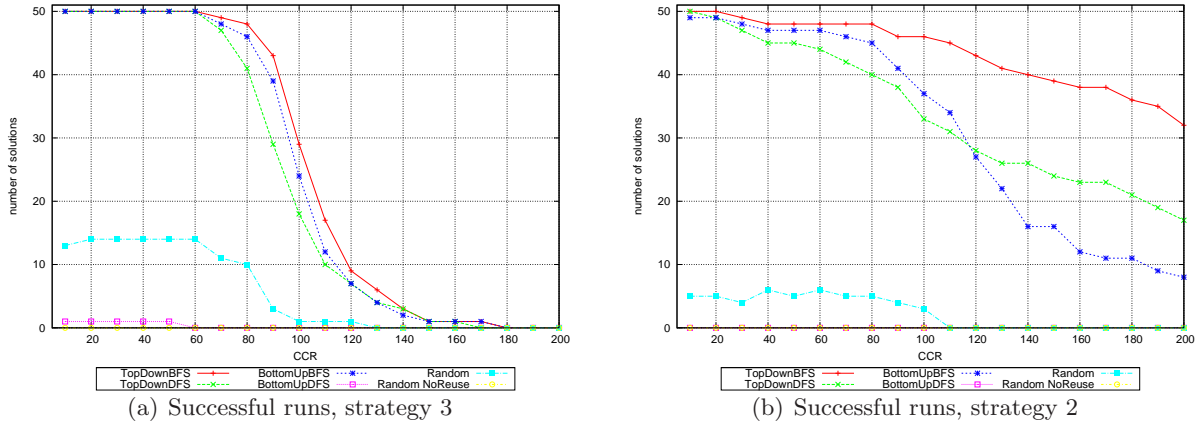 50
40
30
20
10
0
number of solutions
20 40 60 80 100 120 140 160 180 200
CCR
TopDownBFS BottomUpBFS Random
TopDownDFS BottomUpDFS Random NoReuse
(a) Successful runs, strategy 3
50
40
30
20
10
0
number of solutions
20 40 60 80 100 120 140 160 180 200
CCR
TopDownBFS BottomUpBFS Random
TopDownDFS BottomUpDFS Random NoReuse
(b) Successful runs, strategy 2